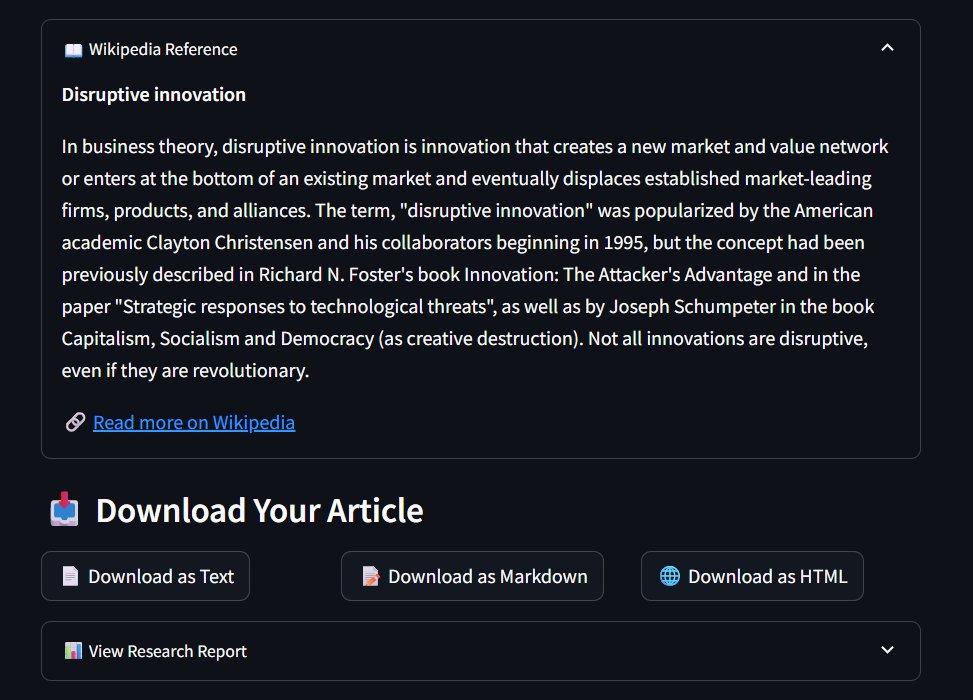 Wikipedia Reference
Disruptive innovation
In business theory, disruptive innovation is innovation that creates a new market and value network
or enters at the bottom of an existing market and eventually displaces established market-leading
firms, products, and alliances. The term, "disruptive innovation" was popularized by the American
academic Clayton Christensen and his collaborators beginning in 1995, but the concept had been
previously described in Richard N. Foster's book Innovation: The Attacker's Advantage and in the
paper "Strategic responses to technological threats", as well as by Joseph Schumpeter in the book
Capitalism, Socialism and Democracy (as creative destruction). Not all innovations are disruptive,
even if they are revolutionary.
Read more on Wikipedia
Download Your Article
Download as Text
Download as Markdown
Download as HTML
View Research Report